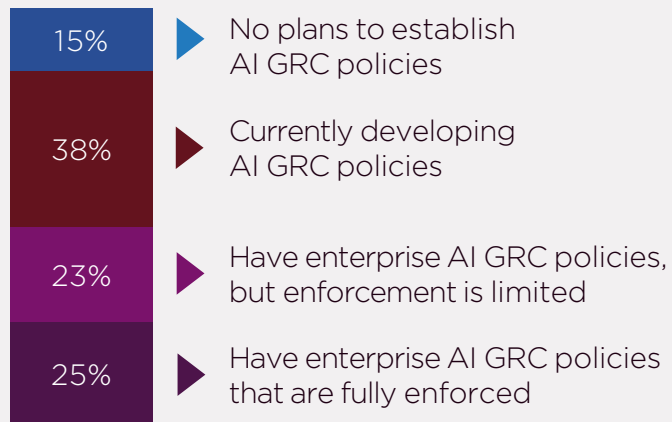 15%
No plans to establish
AI GRC policies
38%
Currently developing
AI GRC policies
23%
Have enterprise AI GRC policies,
but enforcement is limited
25%
Have enterprise AI GRC policies
that are fully enforced